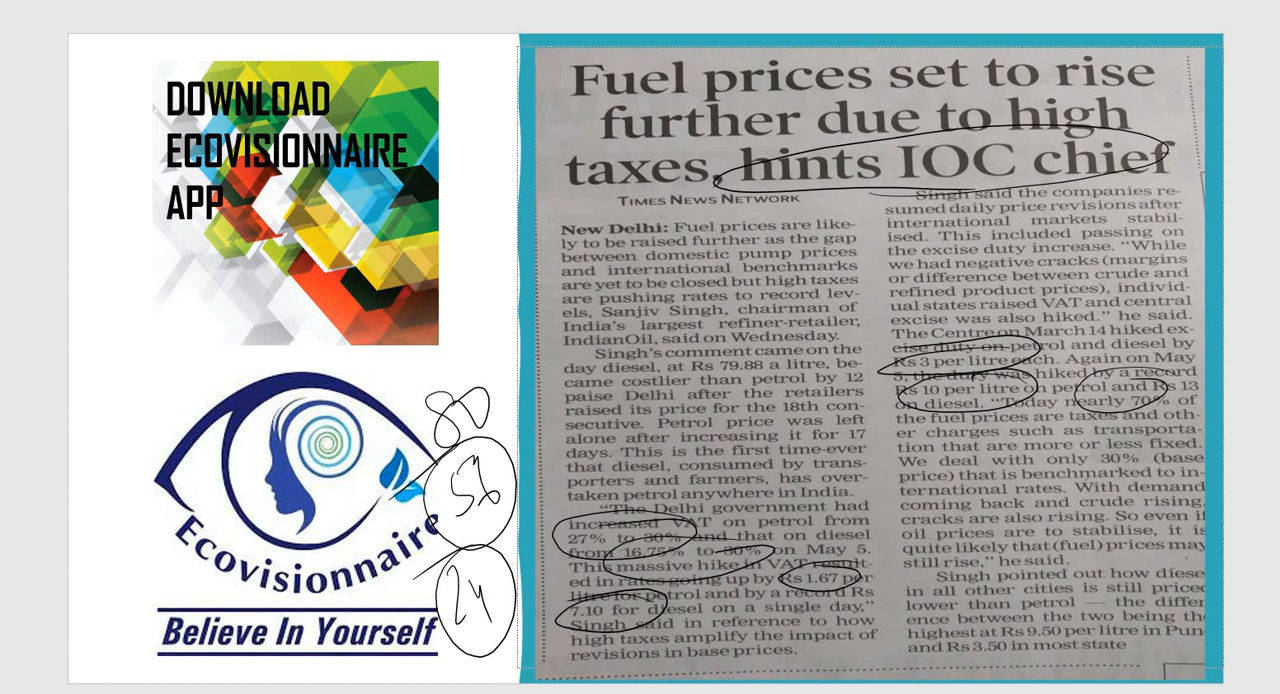 DOWNLOAD
ECOVISIONNAIRE
APP
Ecovisionnaire
Believe In Yourself
80
56
24
Fuel prices set to rise
further due to high
taxes, hints IOC chief
TIMES NEWS NETWORK
New Delhi: Fuel prices are like-
ly to be raised further as the gap
between domestic pump prices
and international benchmarks
are yet to be closed but high taxes
are pushing rates to record lev-
els, Sanjiv Singh, chairman of
India's largest refiner-retailer,
IndianOil, said on Wednesday.
Singh's comment came on the
day diesel, at Rs 79.88 a litre, be-
came costlier than petrol by 12
paise Delhi after the retailers
raised its price for the 18th con-
secutive. Petrol price was left
alone after increasing it for 17
days. This is the first time-ever
that diesel, consumed by trans-
porters and farmers, has over-
taken petrol anywhere in India.
"The Delhi government had
increased VAT on petrol from
27% to 30% and that on diesel
from 16.75% to 30% on May 5.
This massive hike in VAT result-
ed in rates going up by Rs 1.67 per
litre for petrol and by a record Rs
7.10 for diesel on a single day,"
Singh said in reference to how
high taxes amplify the impact of
revisions in base prices.
Singh said the companies re-
sumed daily price revisions after
international markets stabil-
ised. This included passing on
the excise duty increase. "While
we had negative cracks (margins
or difference between crude and
refined product prices), individ-
ual states raised VAT and central
excise was also hiked." he said.
The Centre on March 14 hiked ex-
cise duty on petrol and diesel by
Rs 3 per litre each. Again on May
5, the duty was hiked by a record
Rs 10 per litre on petrol and Rs 13
on diesel. "Today nearly 70% of
the fuel prices are taxes and oth-
er charges such as transporta-
tion that are more or less fixed.
We deal with only 30% (base
price) that is benchmarked to in-
ternational rates. With demand
coming back and crude rising,
cracks are also rising. So even if
oil prices are to stabilise, it is
quite likely that (fuel) prices may
still rise," he said.
Singh pointed out how diese
in all other cities is still priced
lower than petrol — the differ
ence between the two being the
highest at Rs 9.50 per litre in Pun
and Rs 3.50 in most state